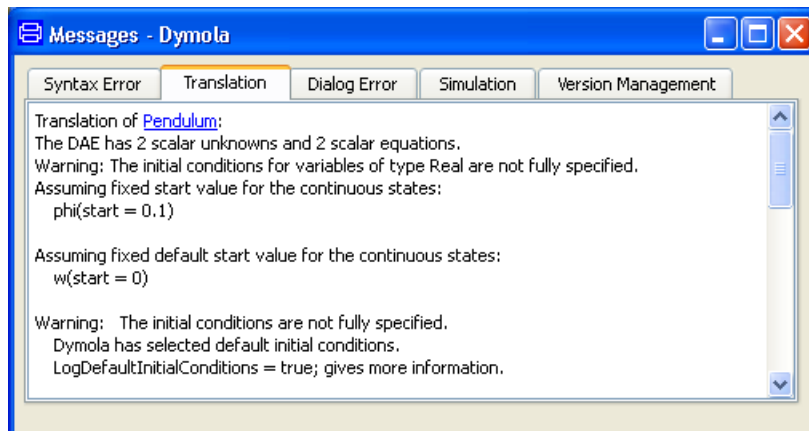 Messages - Dymola
Syntax Error Translation Dialog Error Simulation Version Management
Translation of Pendulum:
The DAE has 2 scalar unknowns and 2 scalar equations.
Warning: The initial conditions for variables of type Real are not fully specified.
Assuming fixed start value for the continuous states:
phi(start = 0.1)
Assuming fixed default start value for the continuous states:
w(start = 0)
Warning: The initial conditions are not fully specified.
Dymola has selected default initial conditions.
LogDefaultInitialConditions = true; gives more information.